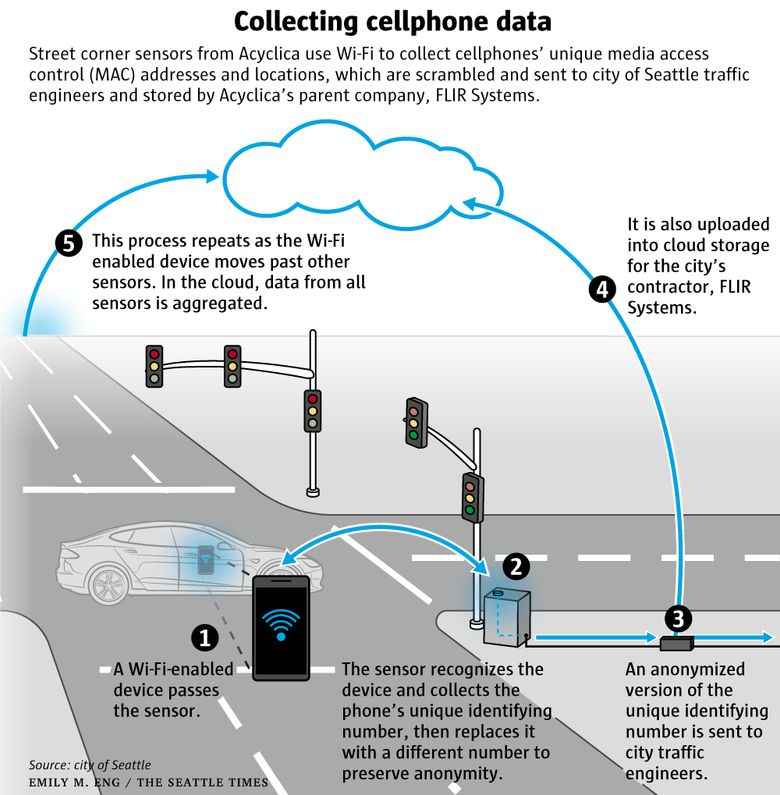 Collecting cellphone data
Street corner sensors from Acyclica use Wi-Fi to collect cellphones’ unique media access
control (MAC) addresses and locations, which are scrambled and sent to city of Seattle traffic
engineers and stored by Acyclica’s parent company, FLIR Systems.
1
A Wi-Fi-enabled
device passes
the sensor.
2
The sensor recognizes the
device and collects the
phone’s unique identifying
number, then replaces it
with a different number to
preserve anonymity.
3
An anonymized
version of the
unique identifying
number is sent to
city traffic
engineers.
4
It is also uploaded
into cloud storage
for the city’s
contractor, FLIR
Systems.
5
This process repeats as the Wi-Fi
enabled device moves past other
sensors. In the cloud, data from all
sensors is aggregated.
Source: city of Seattle
EMILY M. ENG / THE SEATTLE TIMES